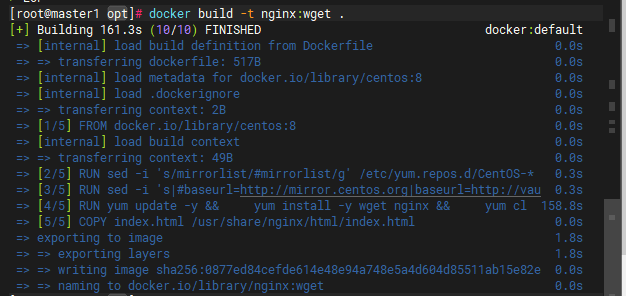 [root@master1 opt]# docker build -t nginx:wget .
[+] Building 161.3s (10/10) FINISHED docker:default
=> [internal] load build definition from Dockerfile 0.0s
=> => transferring dockerfile: 517B 0.0s
=> [internal] load metadata for docker.io/library/centos:8 0.0s
=> [internal] load .dockerignore 0.0s
=> => transferring context: 2B 0.0s
=> [1/5] FROM docker.io/library/centos:8 0.0s
=> [internal] load build context 0.0s
=> => transferring context: 49B 0.0s
=> [2/5] RUN sed -i 's/mirrorlist/#mirrorlist/g' /etc/yum.repos.d/CentOS-* 0.3s
=> [3/5] RUN sed -i 's|#baseurl=http://mirror.centos.org|baseurl=http://vau 0.3s
=> [4/5] RUN yum update -y && yum install -y wget nginx && yum cl 158.8s
=> [5/5] COPY index.html /usr/share/nginx/html/index.html 0.0s
=> exporting to image 1.8s
=> => exporting layers 1.8s
=> => writing image sha256:0877ed84cefde614e48e94a748e5a4d604d85511ab15e82e 0.0s
=> => naming to docker.io/library/nginx:wget 0.0s